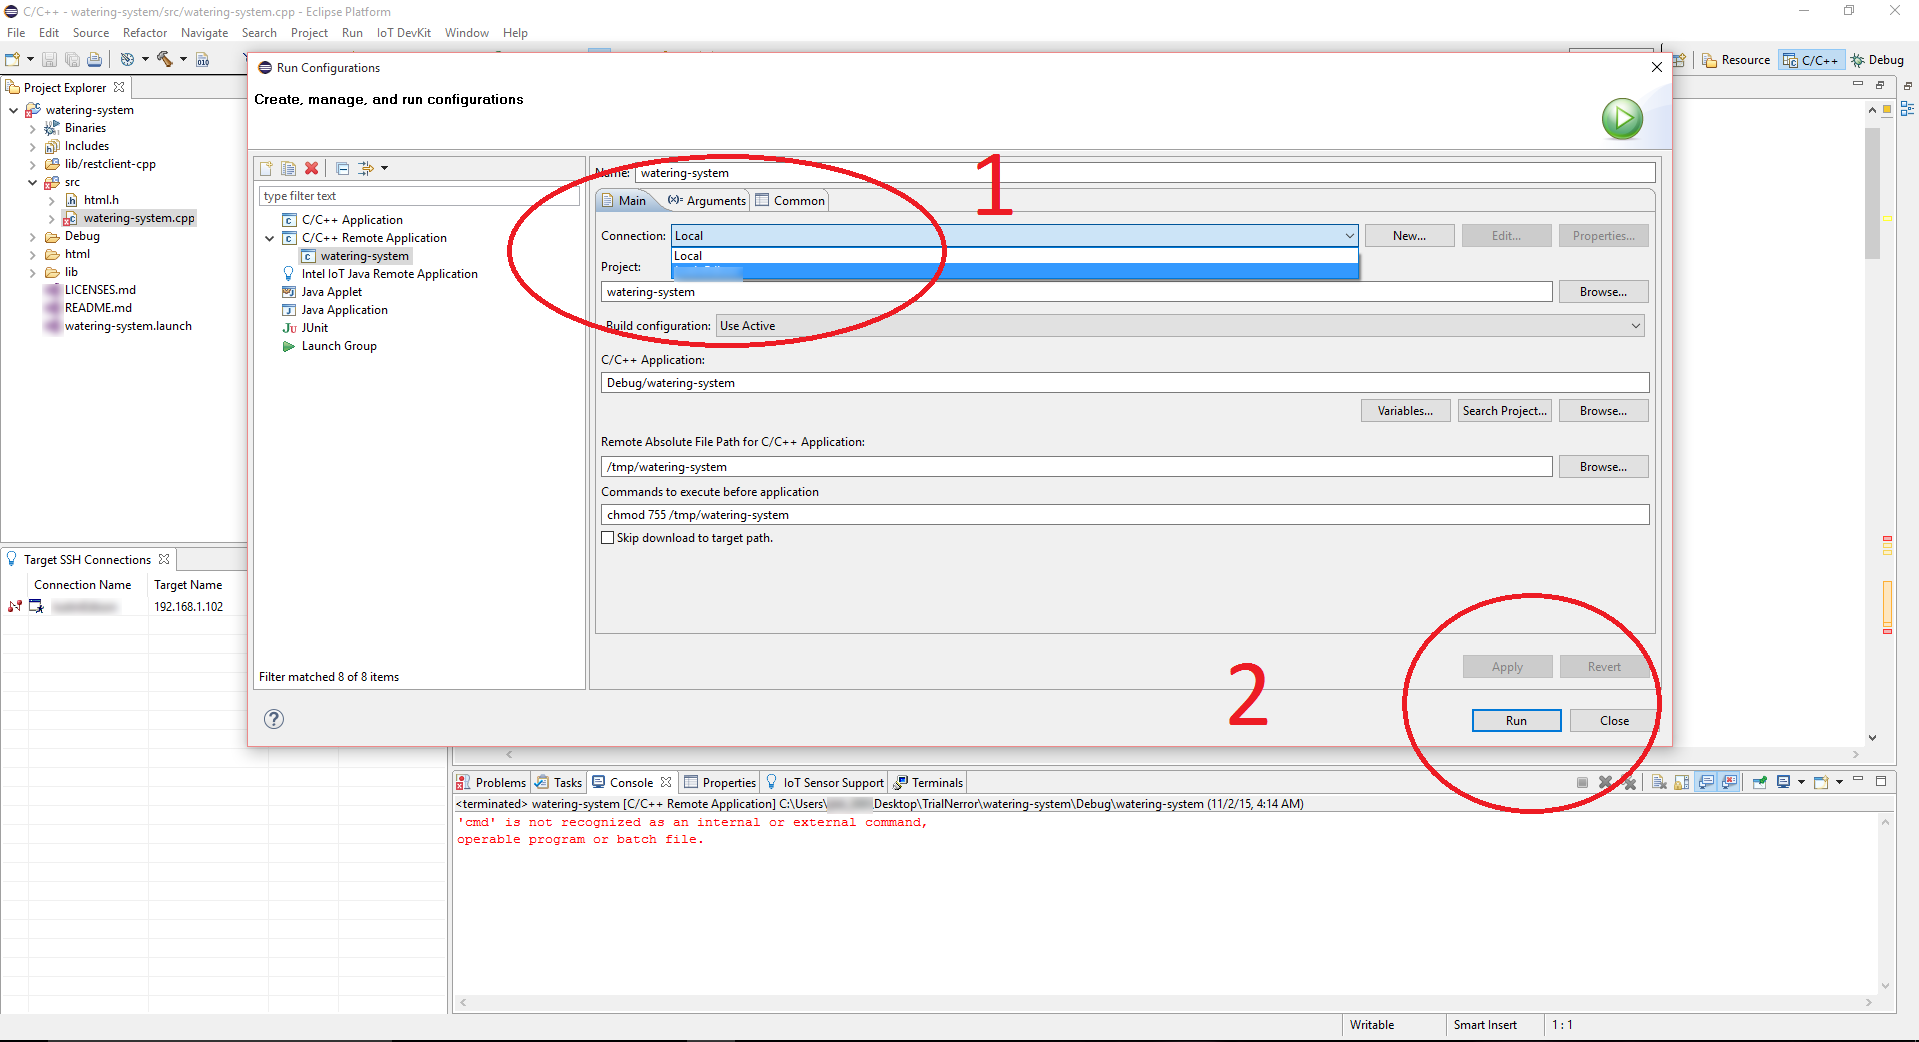 C/C++ - watering-system/src/watering-system.cpp - Eclipse Platform
File Edit Source Refactor Navigate Search Project Run IoT DevKit Window Help
Resource C/C++ Debug
Project Explorer
watering-system
Binaries
Includes
lib/restclient-cpp
src
html.h
watering-system.cpp
Debug
html
lib
LICENSES.md
README.md
watering-system.launch
Target SSH Connections
Connection Name Target Name
192.168.1.102
Run Configurations
Create, manage, and run configurations
type filter text
C/C++ Application
C/C++ Remote Application
watering-system
Intel IoT Java Remote Application
Java Applet
Java Application
JUnit
Launch Group
Filter matched 8 of 8 items
Name: watering-system
1
Main Arguments Common
Connection: Local New... Edit... Properties...
Local
Project:
watering-system Browse...
Build configuration: Use Active
C/C++ Application:
Debug/watering-system
Variables... Search Project... Browse...
Remote Absolute File Path for C/C++ Application:
/tmp/watering-system Browse...
Commands to execute before application
chmod 755 /tmp/watering-system
Skip download to target path.
Apply Revert
2
Run Close
Problems Tasks Console Properties IoT Sensor Support Terminals
<terminated> watering-system [C/C++ Remote Application] C:\Users\ Desktop\TrialNerror\watering-system\Debug\watering-system (11/2/15, 4:14 AM)
'cmd' is not recognized as an internal or external command,
operable program or batch file.
Writable Smart Insert 1 : 1